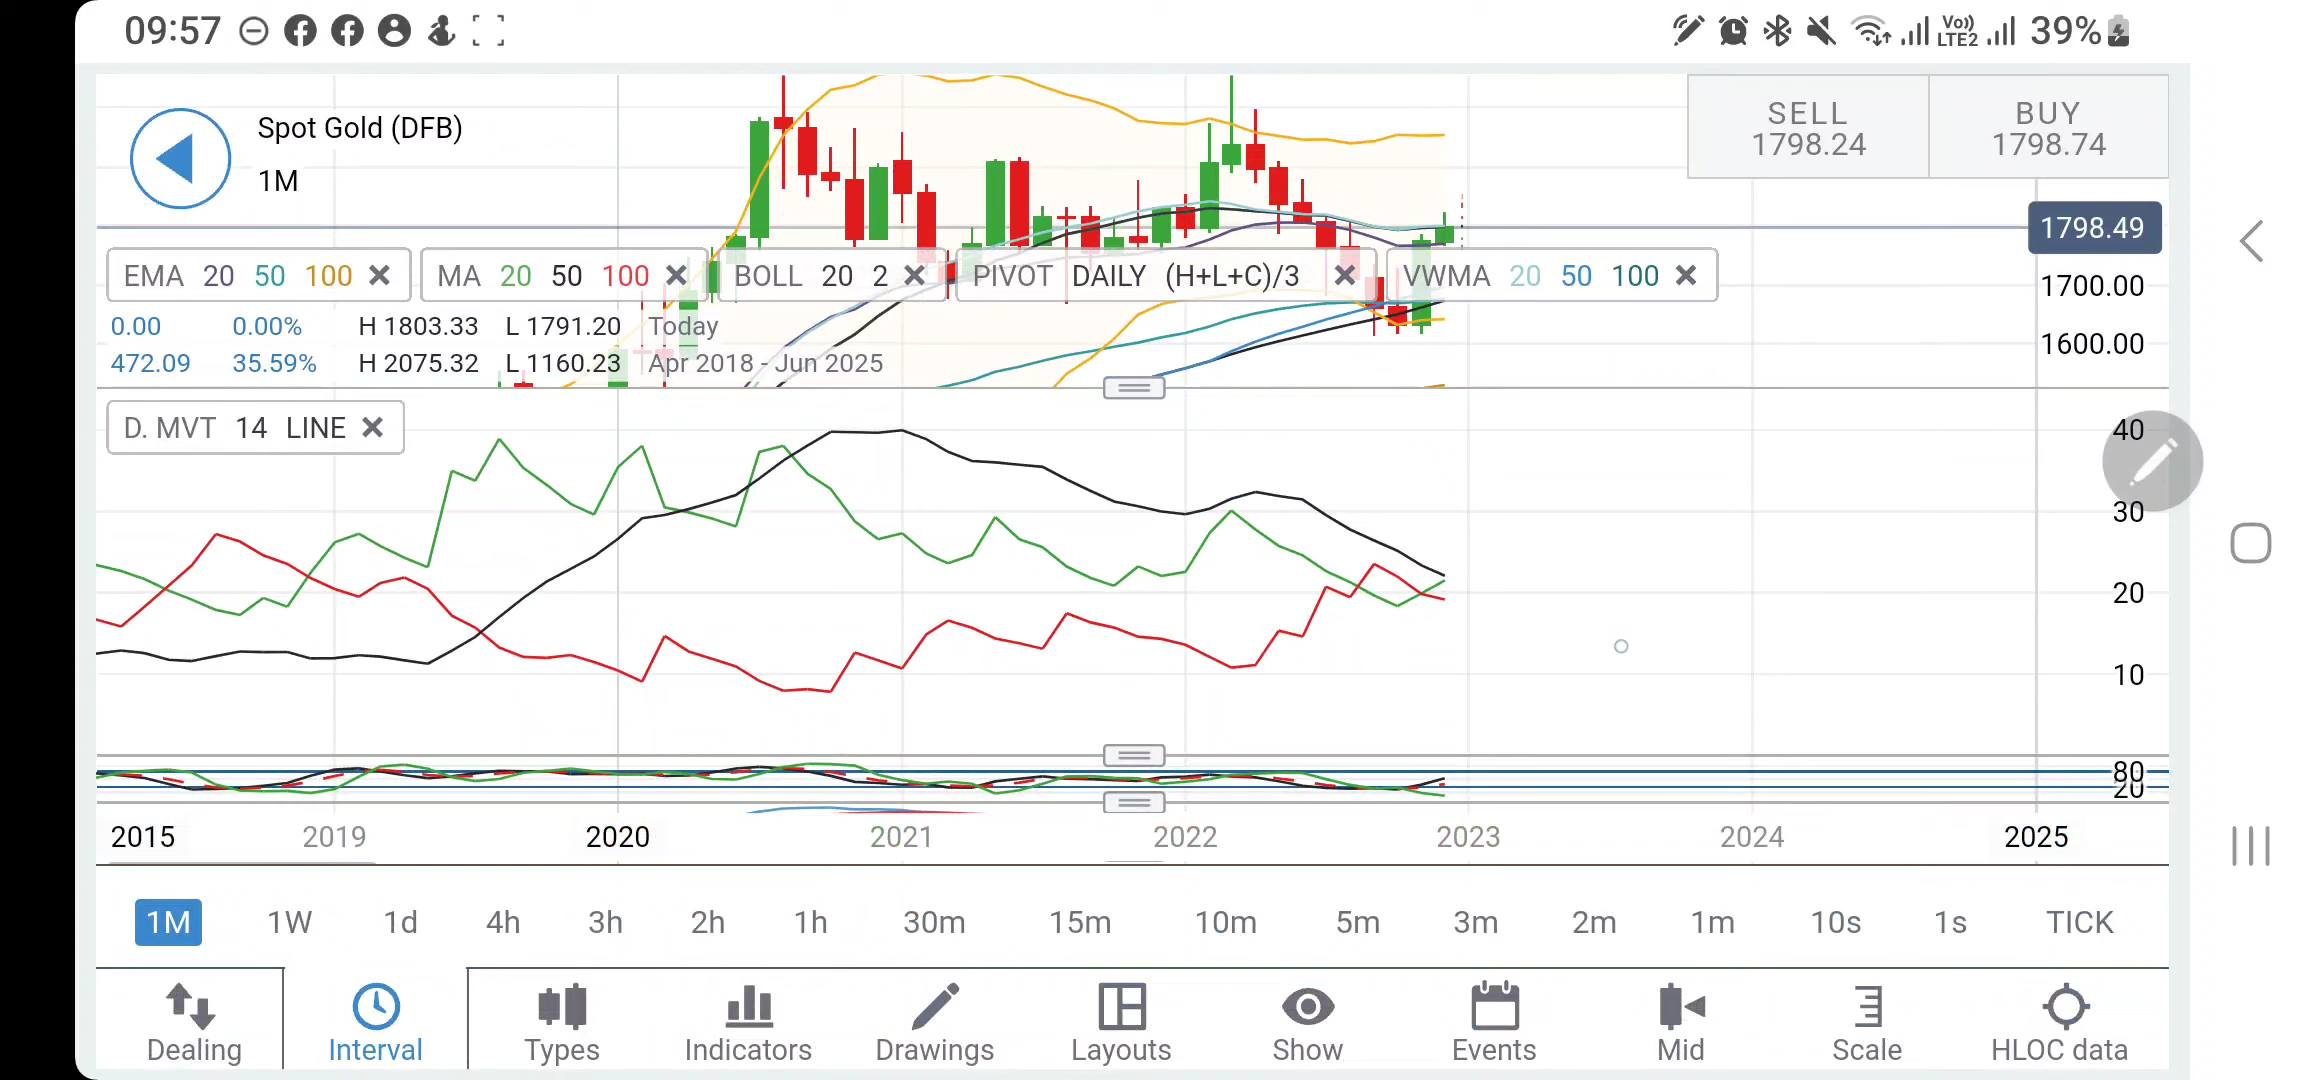 09:57
Vo)) LTE2 39%
Spot Gold (DFB)
1M
SELL
1798.24
BUY
1798.74
1798.49
EMA 20 50 100
MA 20 50 100
BOLL 20 2
PIVOT DAILY (H+L+C)/3
VWMA 20 50 100
1700.00
0.00 0.00% H 1803.33 L 1791.20 Today
1600.00
472.09 35.59% H 2075.32 L 1160.23 Apr 2018 - Jun 2025
D. MVT 14 LINE
40
30
20
10
80
20
2015 2019 2020 2021 2022 2023 2024 2025
1M 1W 1d 4h 3h 2h 1h 30m 15m 10m 5m 3m 2m 1m 10s 1s TICK
Dealing Interval Types Indicators Drawings Layouts Show Events Mid Scale HLOC data